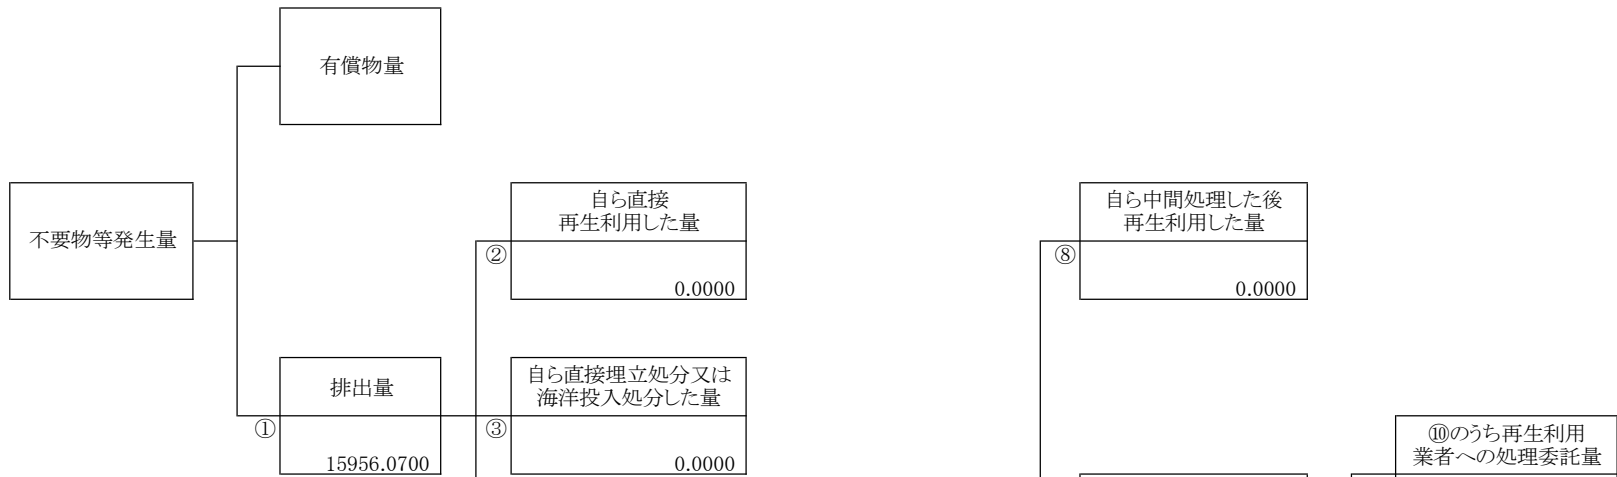 有償物量
不要物等発生量
自ら直接
再生利用した量
②
0.0000
自ら中間処理した後
再生利用した量
⑧
0.0000
排出量
①
15956.0700
自ら直接埋立処分又は
海洋投入処分した量
③
0.0000
⑩のうち再生利用
業者への処理委託量